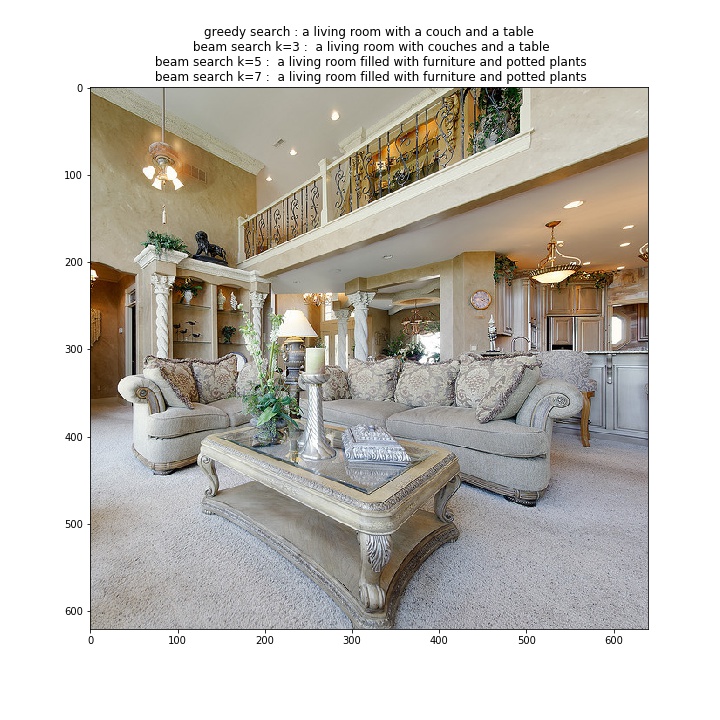 greedy search : a living room with a couch and a table
beam search k=3 :  a living room with couches and a table
beam search k=5 :  a living room filled with furniture and potted plants
beam search k=7 :  a living room filled with furniture and potted plants
0
100
200
300
400
500
600
0 100 200 300 400 500 600